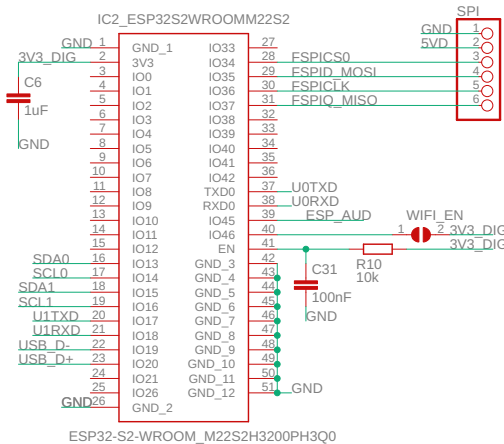 IC2_ESP32S2WROOMM22S2
SPI
GND 1 GND_1 IO33 27
3V3_DIG 2 3V3 IO34 28 FSPICS0
3 IO0 IO35 29 FSPID_MOSI
4 IO1 IO36 30 FSPICLK
5 IO2 IO37 31 FSPIQ_MISO
6 IO3 IO38 32
7 IO4 IO39 33
8 IO5 IO40 34
9 IO6 IO41 35
10 IO7 IO42 36
11 IO8 TXD0 37 U0TXD
12 IO9 RXD0 38 U0RXD
13 IO10 IO45 39 ESP_AUD
14 IO11 IO46 40
15 IO12 EN 41
SDA0 16 IO13 GND_3 42
SCL0 17 IO14 GND_4 43
SDA1 18 IO15 GND_5 44
SCL1 19 IO16 GND_6 45
U1TXD 20 IO17 GND_7 46
U1RXD 21 IO18 GND_8 47
USB_D- 22 IO19 GND_9 48
USB_D+ 23 IO20 GND_10 49
24 IO21 GND_11 50
25 IO26 GND_12 51 GND
GND 26 GND_2
ESP32-S2-WROOM_M22S2H3200PH3Q0
C6
1uF
GND
GND 1
5VD 2
3
4
5
6
WIFI_EN
1 2 3V3_DIG
3V3_DIG
R10
10k
C31
100nF
GND